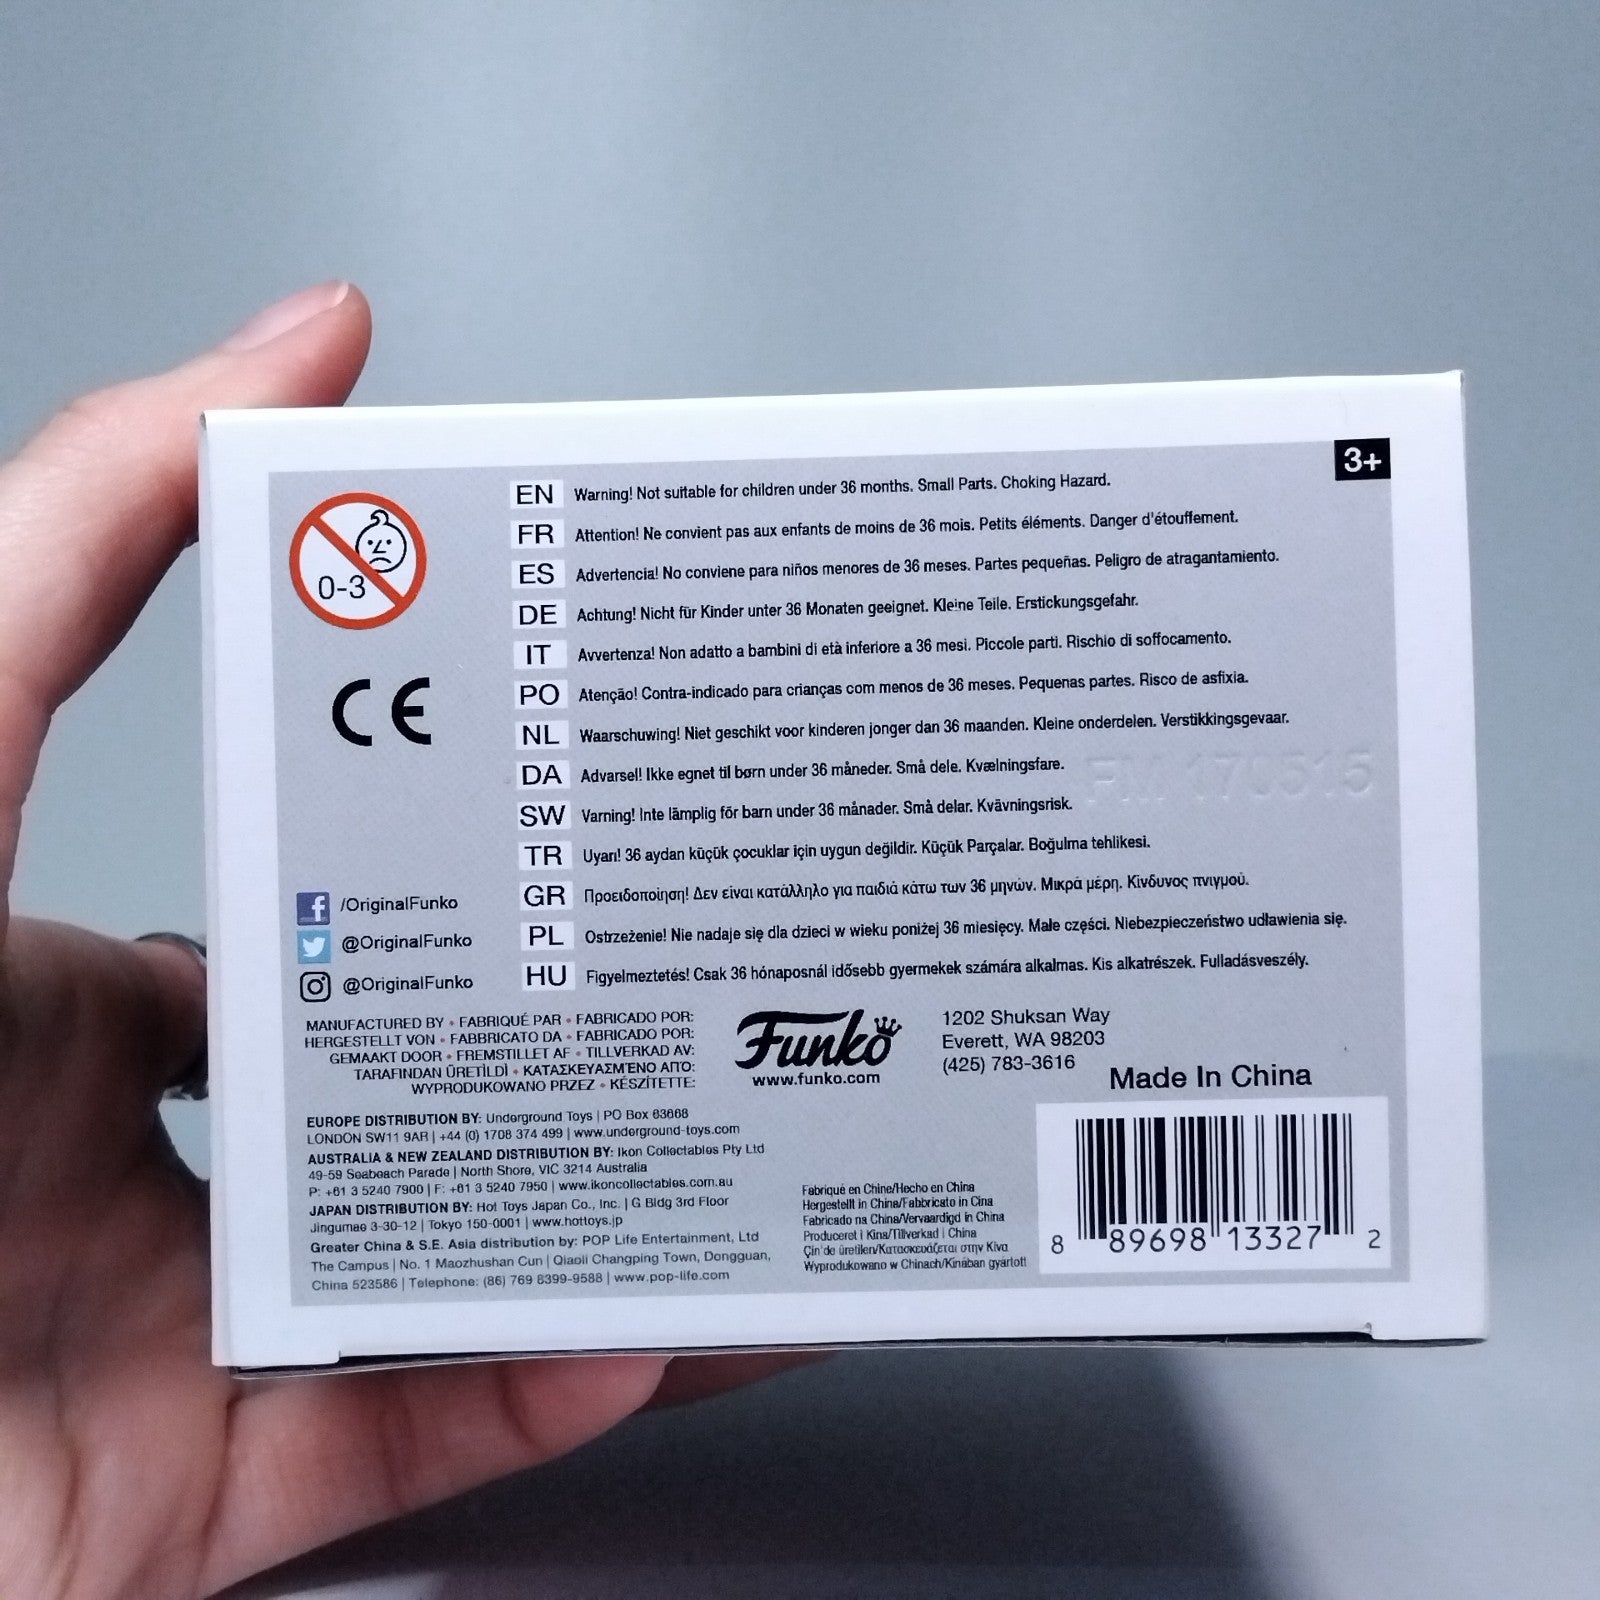 3+
0-3
CE
EN Warning! Not suitable for children under 36 months. Small Parts. Choking Hazard.
FR Attention! Ne convient pas aux enfants de moins de 36 mois. Petits éléments. Danger d'étouffement.
ES Advertencia! No conviene para niños menores de 36 meses. Partes pequeñas. Peligro de atragantamiento.
DE Achtung! Nicht für Kinder unter 36 Monaten geeignet. Kleine Teile. Erstickungsgefahr.
IT Avvertenza! Non adatto a bambini di età inferiore a 36 mesi. Piccole parti. Rischio di soffocamento.
PO Atenção! Contra-indicado para crianças com menos de 36 meses. Pequenas partes. Risco de asfixia.
NL Waarschuwing! Niet geschikt voor kinderen jonger dan 36 maanden. Kleine onderdelen. Verstikkingsgevaar.
DA Advarsel! Ikke egnet til børn under 36 måneder. Små dele. Kvælningsfare.
FM 170515
SW Varning! Inte lämplig för barn under 36 månader. Små delar. Kvävningsrisk.
TR Uyarı! 36 aydan küçük çocuklar için uygun değildir. Küçük Parçalar. Boğulma tehlikesi.
GR Προειδοποίηση! Δεν είναι κατάλληλο για παιδιά κάτω των 36 μηνών. Μικρά μέρη. Κίνδυνος πνιγμού.
PL Ostrzeżenie! Nie nadaje się dla dzieci w wieku poniżej 36 miesięcy. Małe części. Niebezpieczeństwo udławienia się.
HU Figyelmeztetés! Csak 36 hónaposnál idősebb gyermekek számára alkalmas. Kis alkatrészek. Fulladásveszély.
/OriginalFunko
@OriginalFunko
@OriginalFunko
MANUFACTURED BY • FABRIQUÉ PAR • FABRICADO POR:
HERGESTELLT VON • FABBRICATO DA • FABRICADO POR:
GEMAAKT DOOR • FREMSTILLET AF • TILLVERKAD AV:
TARAFINDAN ÜRETİLDİ • ΚΑΤΑΣΚΕΥΑΣΜΈΝΟ ΑΠΌ:
WYPRODUKOWANO PRZEZ • KÉSZÍTETTE:
Funko
www.funko.com
1202 Shuksan Way
Everett, WA 98203
(425) 783-3616
Made In China
EUROPE DISTRIBUTION BY: Underground Toys | PO Box 63668
LONDON SW11 9AR | +44 (0) 1708 374 499 | www.underground-toys.com
AUSTRALIA & NEW ZEALAND DISTRIBUTION BY: Ikon Collectables Pty Ltd
49-59 Seabeach Parade | North Shore, VIC 3214 Australia
P: +61 3 5240 7900 | F: +61 3 5240 7950 | www.ikoncollectables.com.au
JAPAN DISTRIBUTION BY: Hot Toys Japan Co., Inc. | G Bldg 3rd Floor
Jingumae 3-30-12 | Tokyo 150-0001 | www.hottoys.jp
Greater China & S.E. Asia distribution by: POP Life Entertainment, Ltd
The Campus | No. 1 Maozhushan Cun | Qiaoli Changping Town, Dongguan,
China 523586 | Telephone: (86) 769 8399-9588 | www.pop-life.com
Fabriqué en Chine/Hecho en China
Hergestellt in China/Fabbricato in Cina
Fabricado na China/Vervaardigd in China
Produceret i Kina/Tillverkad i China
Çin'de üretilen/Κατασκευάζεται στην Κίνα
Wyprodukowano w Chinach/Kínában gyártott
8 89698 13327 2